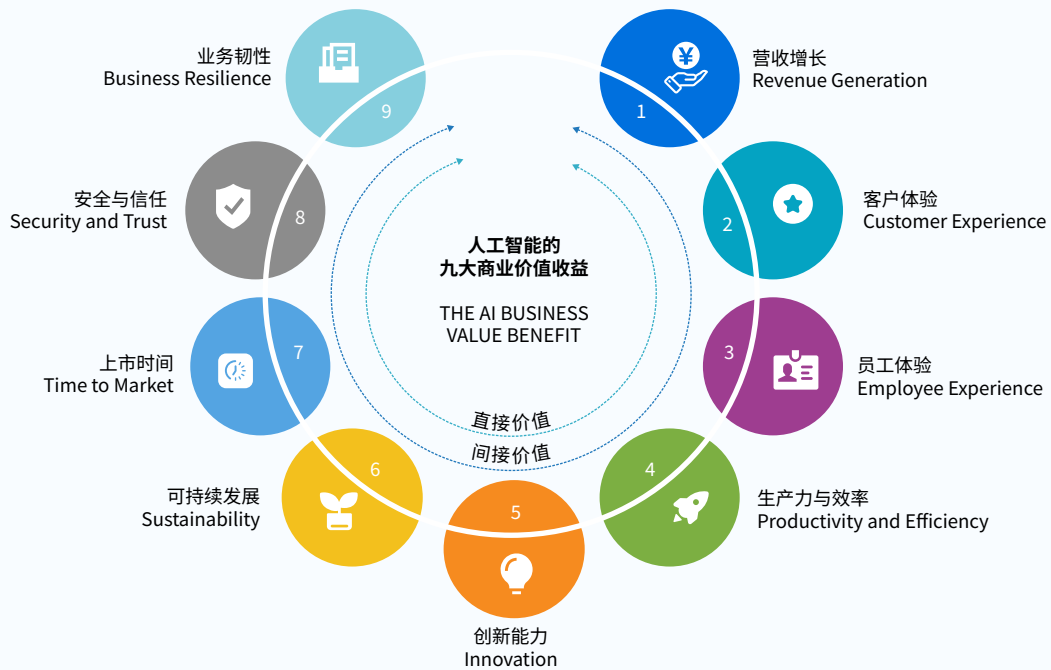 人工智能的
九大商业价值收益
THE AI BUSINESS
VALUE BENEFIT
直接价值
间接价值
1
营收增长
Revenue Generation
2
客户体验
Customer Experience
3
员工体验
Employee Experience
4
生产力与效率
Productivity and Efficiency
5
创新能力
Innovation
6
可持续发展
Sustainability
7
上市时间
Time to Market
8
安全与信任
Security and Trust
9
业务韧性
Business Resilience
¥